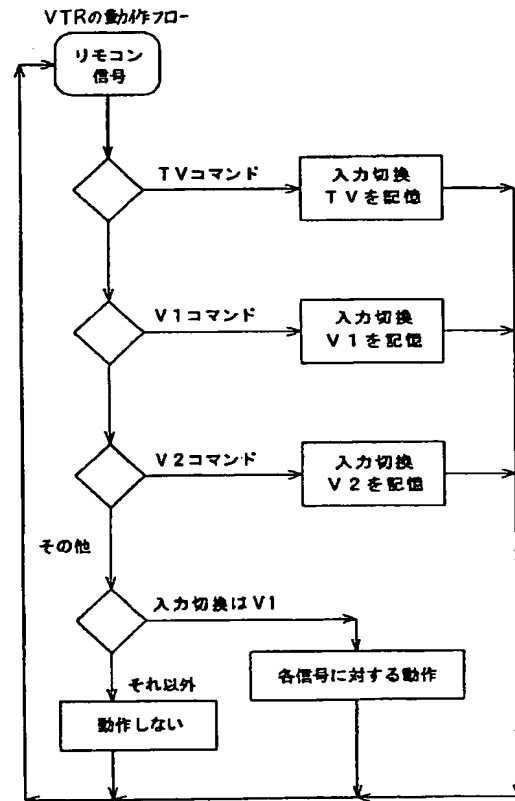 VTRの動作フロー
リモコン
信号
TVコマンド
入力切換
TVを記憶
V1コマンド
入力切換
V1を記憶
V2コマンド
入力切換
V2を記憶
その他
入力切換はV1
各信号に対する動作
それ以外
動作しない